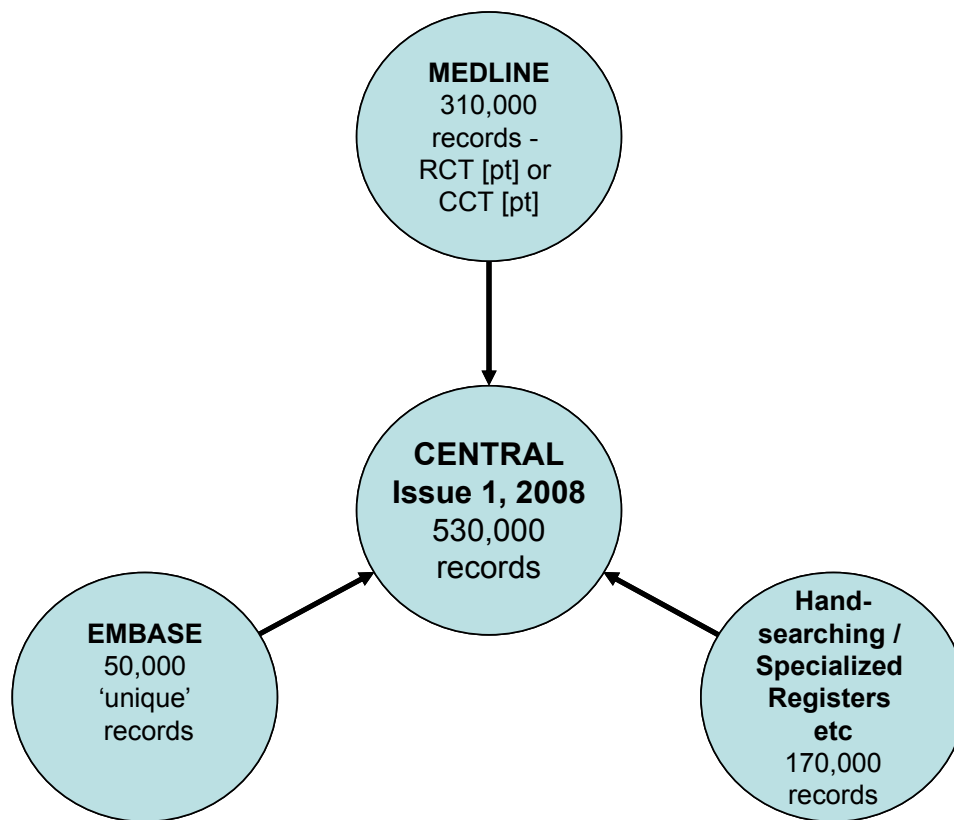 MEDLINE
310,000
records -
RCT [pt] or
CCT [pt]
CENTRAL
Issue 1, 2008
530,000
records
EMBASE
50,000
‘unique’
records
Hand-
searching /
Specialized
Registers
etc
170,000
records